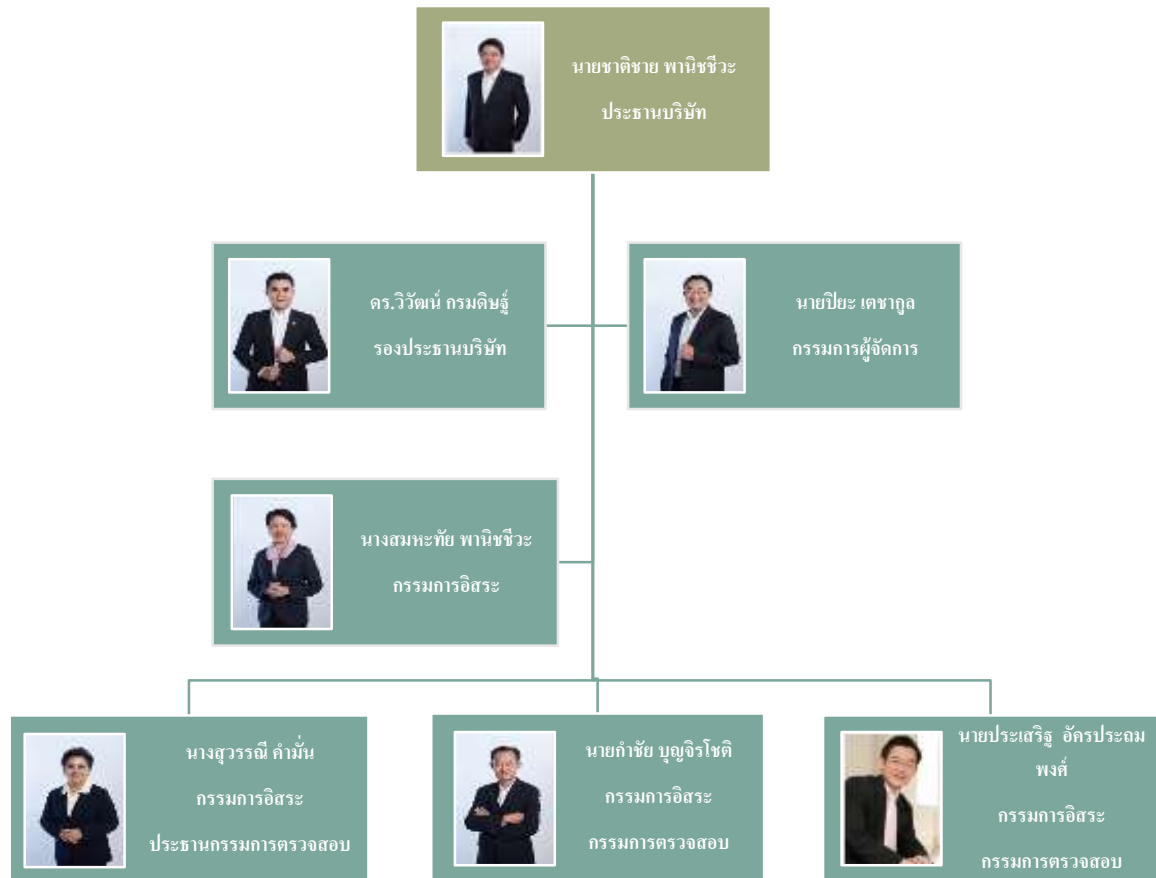 นายชาติชาย พานิชชีวะ
ประธานบริษัท
ดร.วิวัฒน์ กรมดิษฐ์
รองประธานบริษัท
นายปิยะ เตชากูล
กรรมการผู้จัดการ
นางสมหะทัย พานิชชีวะ
กรรมการอิสระ
นางสุวรรณี คำมั่น
กรรมการอิสระ
ประธานกรรมการตรวจสอบ
นายกำชัย บุญจิรโชติ
กรรมการอิสระ
กรรมการตรวจสอบ
นายประเสริฐ อัครประถม
พงศ์
กรรมการอิสระ
กรรมการตรวจสอบ